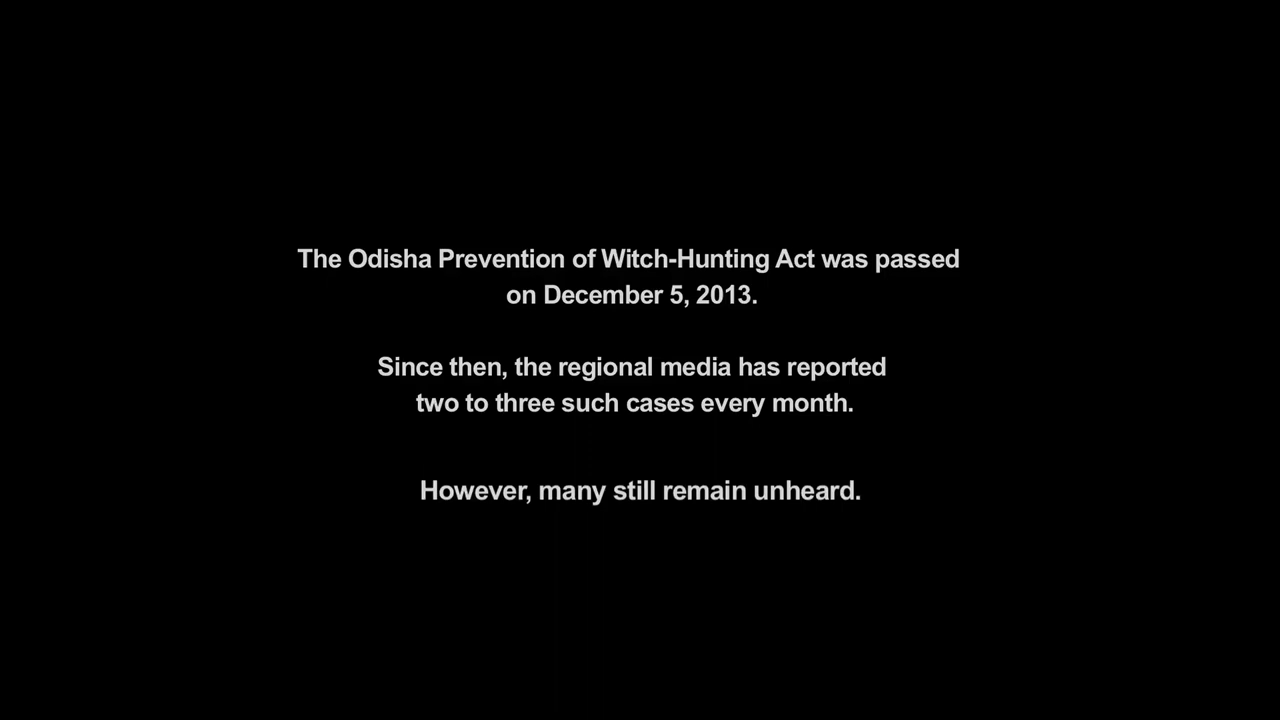 The Odisha Prevention of Witch-Hunting Act was passed
on December 5, 2013.
Since then, the regional media has reported
two to three such cases every month.
However, many still remain unheard.